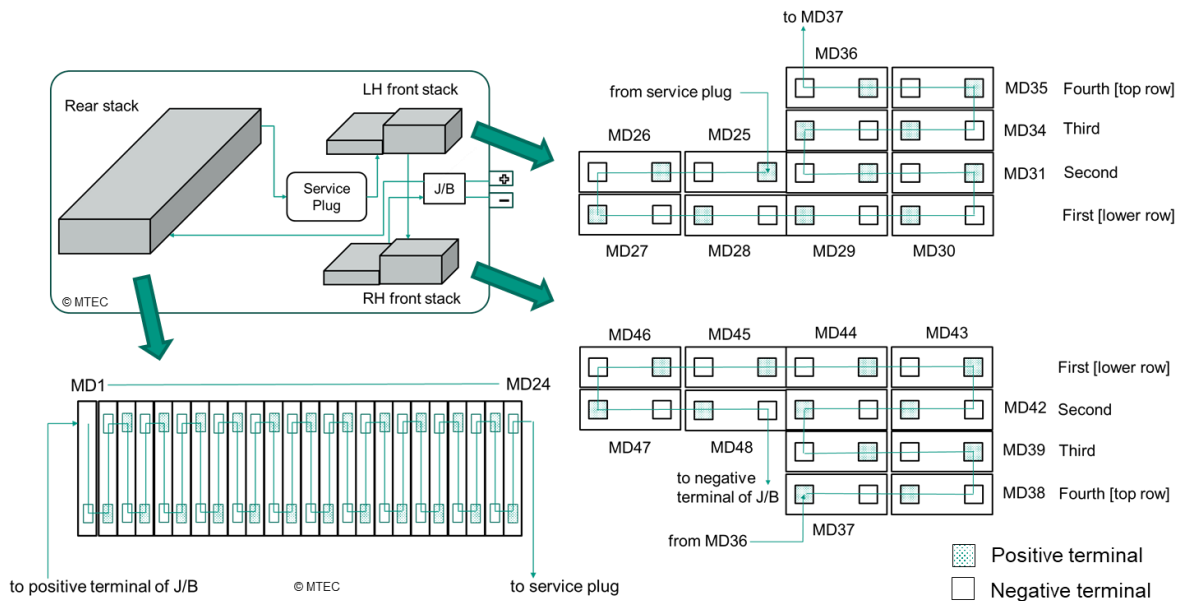 Rear stack
LH front stack
Service
Plug
J/B
+
−
RH front stack
© MTEC
to MD37
MD36
from service plug
MD35
Fourth [top row]
MD26
MD25
MD34
Third
MD31
Second
First [lower row]
MD27
MD28
MD29
MD30
MD46
MD45
MD44
MD43
First [lower row]
MD42
Second
MD47
MD48
MD39
Third
to negative
terminal of J/B
MD38
Fourth [top row]
MD37
from MD36
MD1
MD24
to positive terminal of J/B
© MTEC
to service plug
Positive terminal
Negative terminal